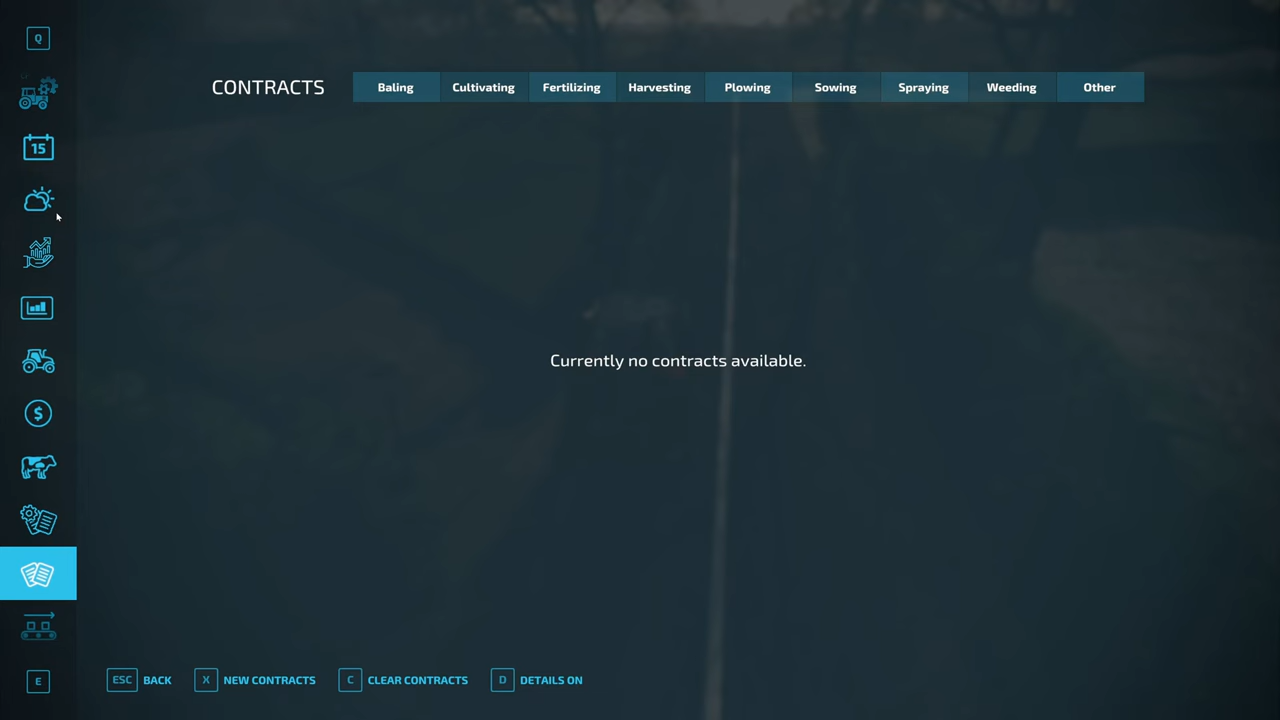 Q
15
$
E
CONTRACTS
Baling Cultivating Fertilizing Harvesting Plowing Sowing Spraying Weeding Other
Currently no contracts available.
ESC BACK X NEW CONTRACTS C CLEAR CONTRACTS D DETAILS ON